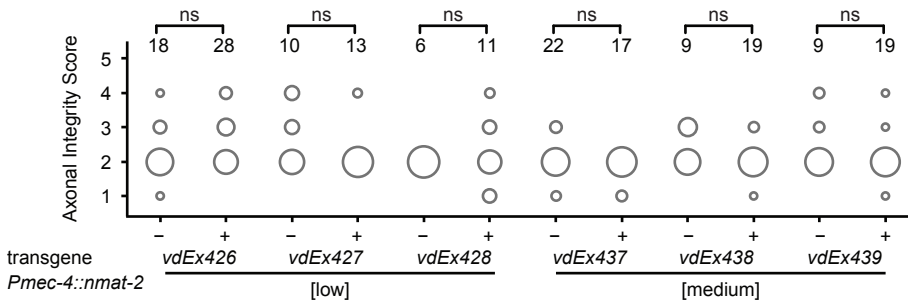 ns ns ns ns ns ns
18 28 10 13 6 11 22 17 9 19 9 19
Axonal Integrity Score
5
4
3
2
1
− + − + − + − + − + − +
transgene vdEx426 vdEx427 vdEx428 vdEx437 vdEx438 vdEx439
Pmec-4::nmat-2
[low] [medium]